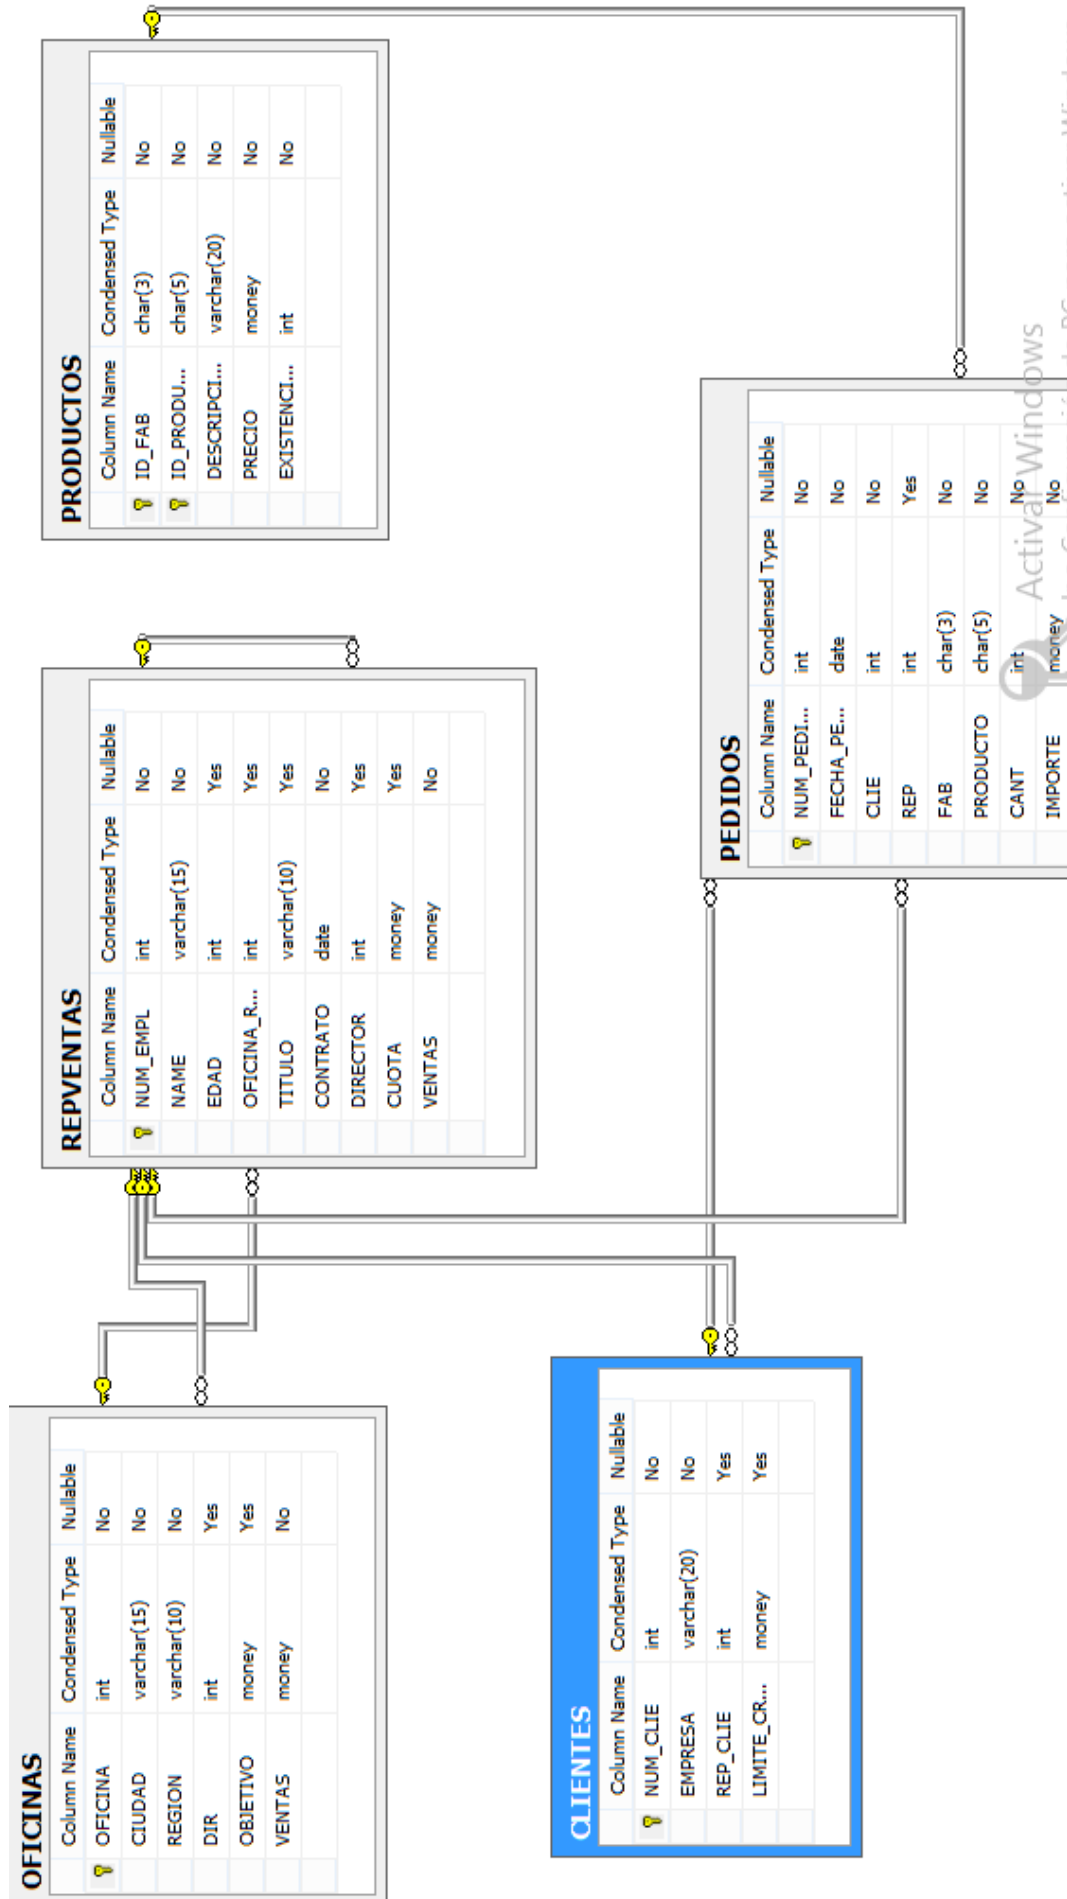 OFICINAS
Column Name Condensed Type Nullable
OFICINA int No
CIUDAD varchar(15) No
REGION varchar(10) No
DIR int Yes
OBJETIVO money Yes
VENTAS money No
REPVENTAS
Column Name Condensed Type Nullable
NUM_EMPL int No
NAME varchar(15) No
EDAD int Yes
OFICINA_R... int Yes
TITULO varchar(10) Yes
CONTRATO date No
DIRECTOR int Yes
CUOTA money Yes
VENTAS money No
PRODUCTOS
Column Name Condensed Type Nullable
ID_FAB char(3) No
ID_PRODU... char(5) No
DESCRIPCI... varchar(20) No
PRECIO money No
EXISTENCI... int No
CLIENTES
Column Name Condensed Type Nullable
NUM_CLIE int No
EMPRESA varchar(20) No
REP_CLIE int Yes
LIMITE_CR... money Yes
PEDIDOS
Column Name Condensed Type Nullable
NUM_PEDI... int No
FECHA_PE... date No
CLIE int No
REP int Yes
FAB char(3) No
PRODUCTO char(5) No
CANT int No
IMPORTE money No
Activar Windows